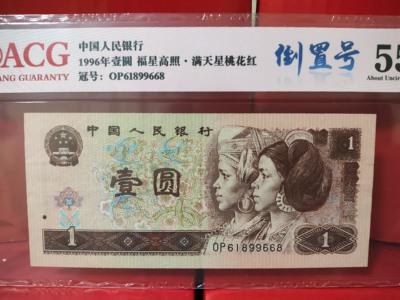 ACG
ANG GUARANTY
中国人民银行
1996年壹圆 福星高照·满天星桃花红
冠号：OP61899668
倒置号
55
About Uncirc
中国人民银行
1
壹圆
1
OP61899668
1